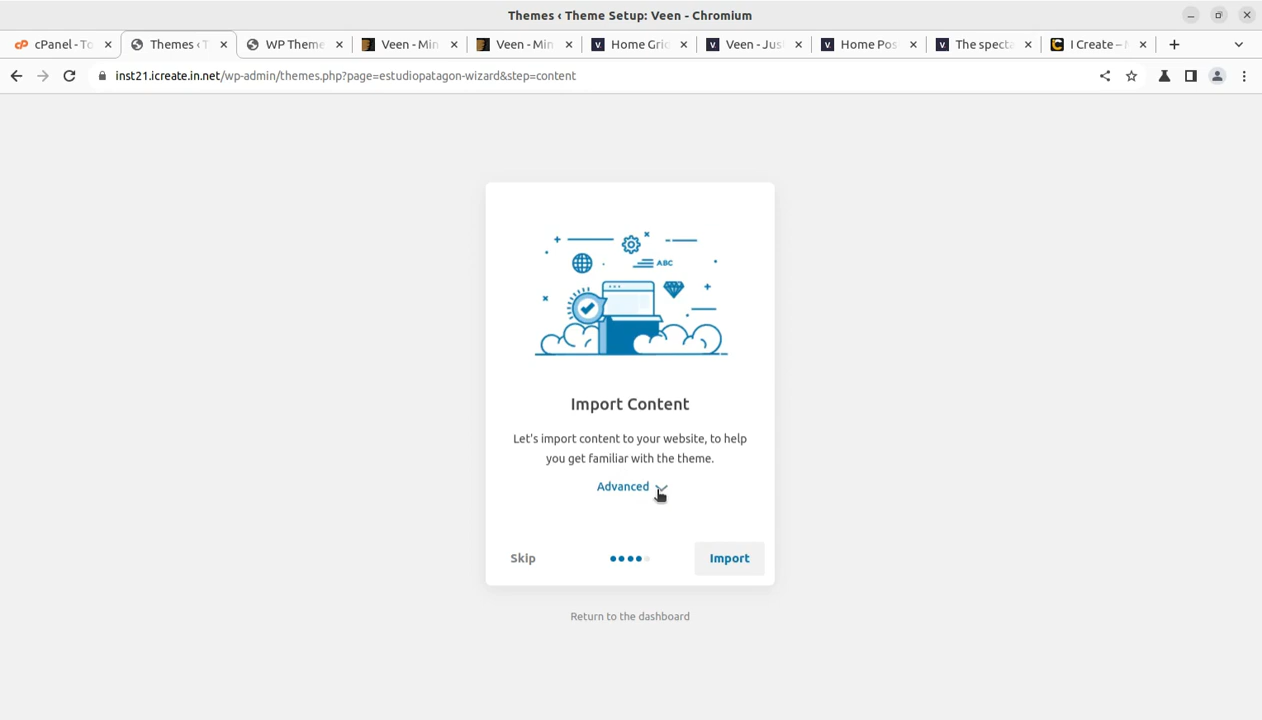 Themes ‹ Theme Setup: Veen - Chromium
cPanel - To
Themes ‹ T
WP Theme
Veen - Min
Veen - Min
Home Grid
Veen - Jus
Home Pos
The specta
I Create –
inst21.icreate.in.net/wp-admin/themes.php?page=estudiopatagon-wizard&step=content
ABC
Import Content
Let's import content to your website, to help
you get familiar with the theme.
Advanced
Skip
Import
Return to the dashboard